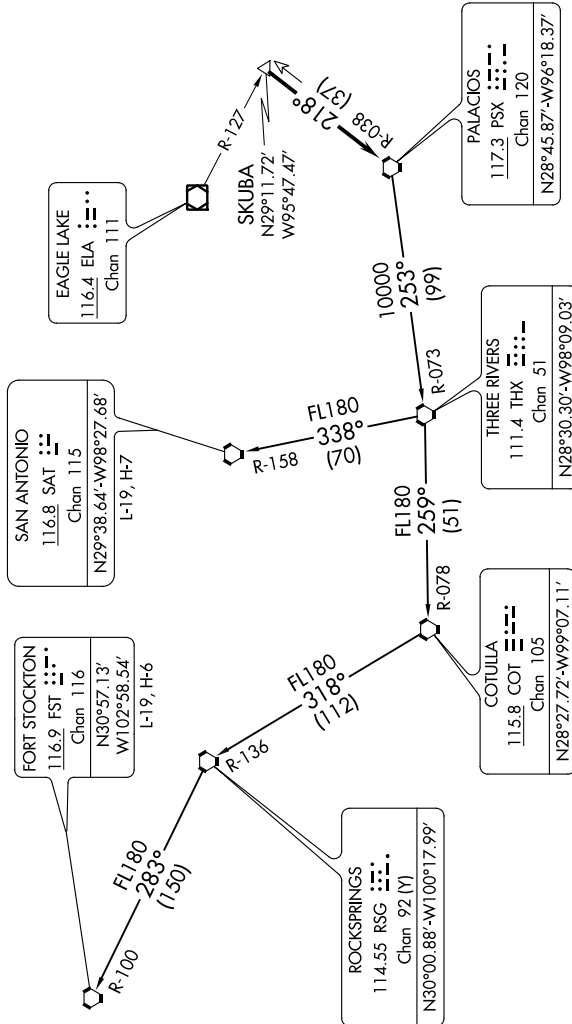 FORT STOCKTON
116.9 FST
Chan 116
N30°57.13'
W102°58.54'
L-19, H-6
SAN ANTONIO
116.8 SAT
Chan 115
N29°38.64'-W98°27.68'
L-19, H-7
EAGLE LAKE
116.4 ELA
Chan 111
R-127
SKUBA
N29°11.72'
W95°47.47'
218°
(37)
R-038
PALACIOS
117.3 PSX
Chan 120
N28°45.87'-W96°18.37'
10000
253°
(99)
R-073
THREE RIVERS
111.4 THX
Chan 51
N28°30.30'-W98°09.03'
FL180
338°
(70)
R-158
FL180
259°
(51)
R-078
COTULLA
115.8 COT
Chan 105
N28°27.72'-W99°07.11'
FL180
318°
(112)
R-136
ROCKSPRINGS
114.55 RSG
Chan 92 (Y)
N30°00.88'-W100°17.99'
FL180
283°
(150)
R-100